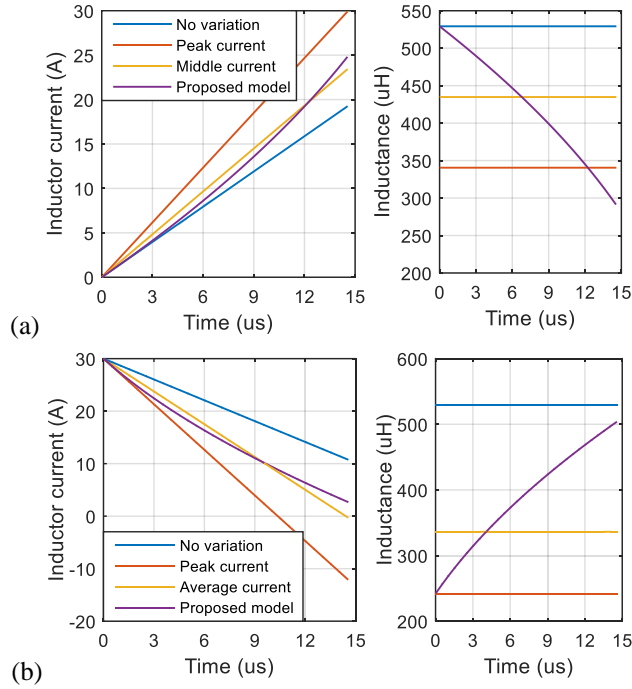 30
25
20
15
10
5
0
Inductor current (A)
No variation
Peak current
Middle current
Proposed model
0 3 6 9 12 15
Time (us)
550
500
450
400
350
300
250
200
Inductance (uH)
0 3 6 9 12 15
Time (us)
(a)
30
20
10
0
-10
-20
Inductor current (A)
No variation
Peak current
Average current
Proposed model
0 3 6 9 12 15
Time (us)
600
500
400
300
200
Inductance (uH)
0 3 6 9 12 15
Time (us)
(b)